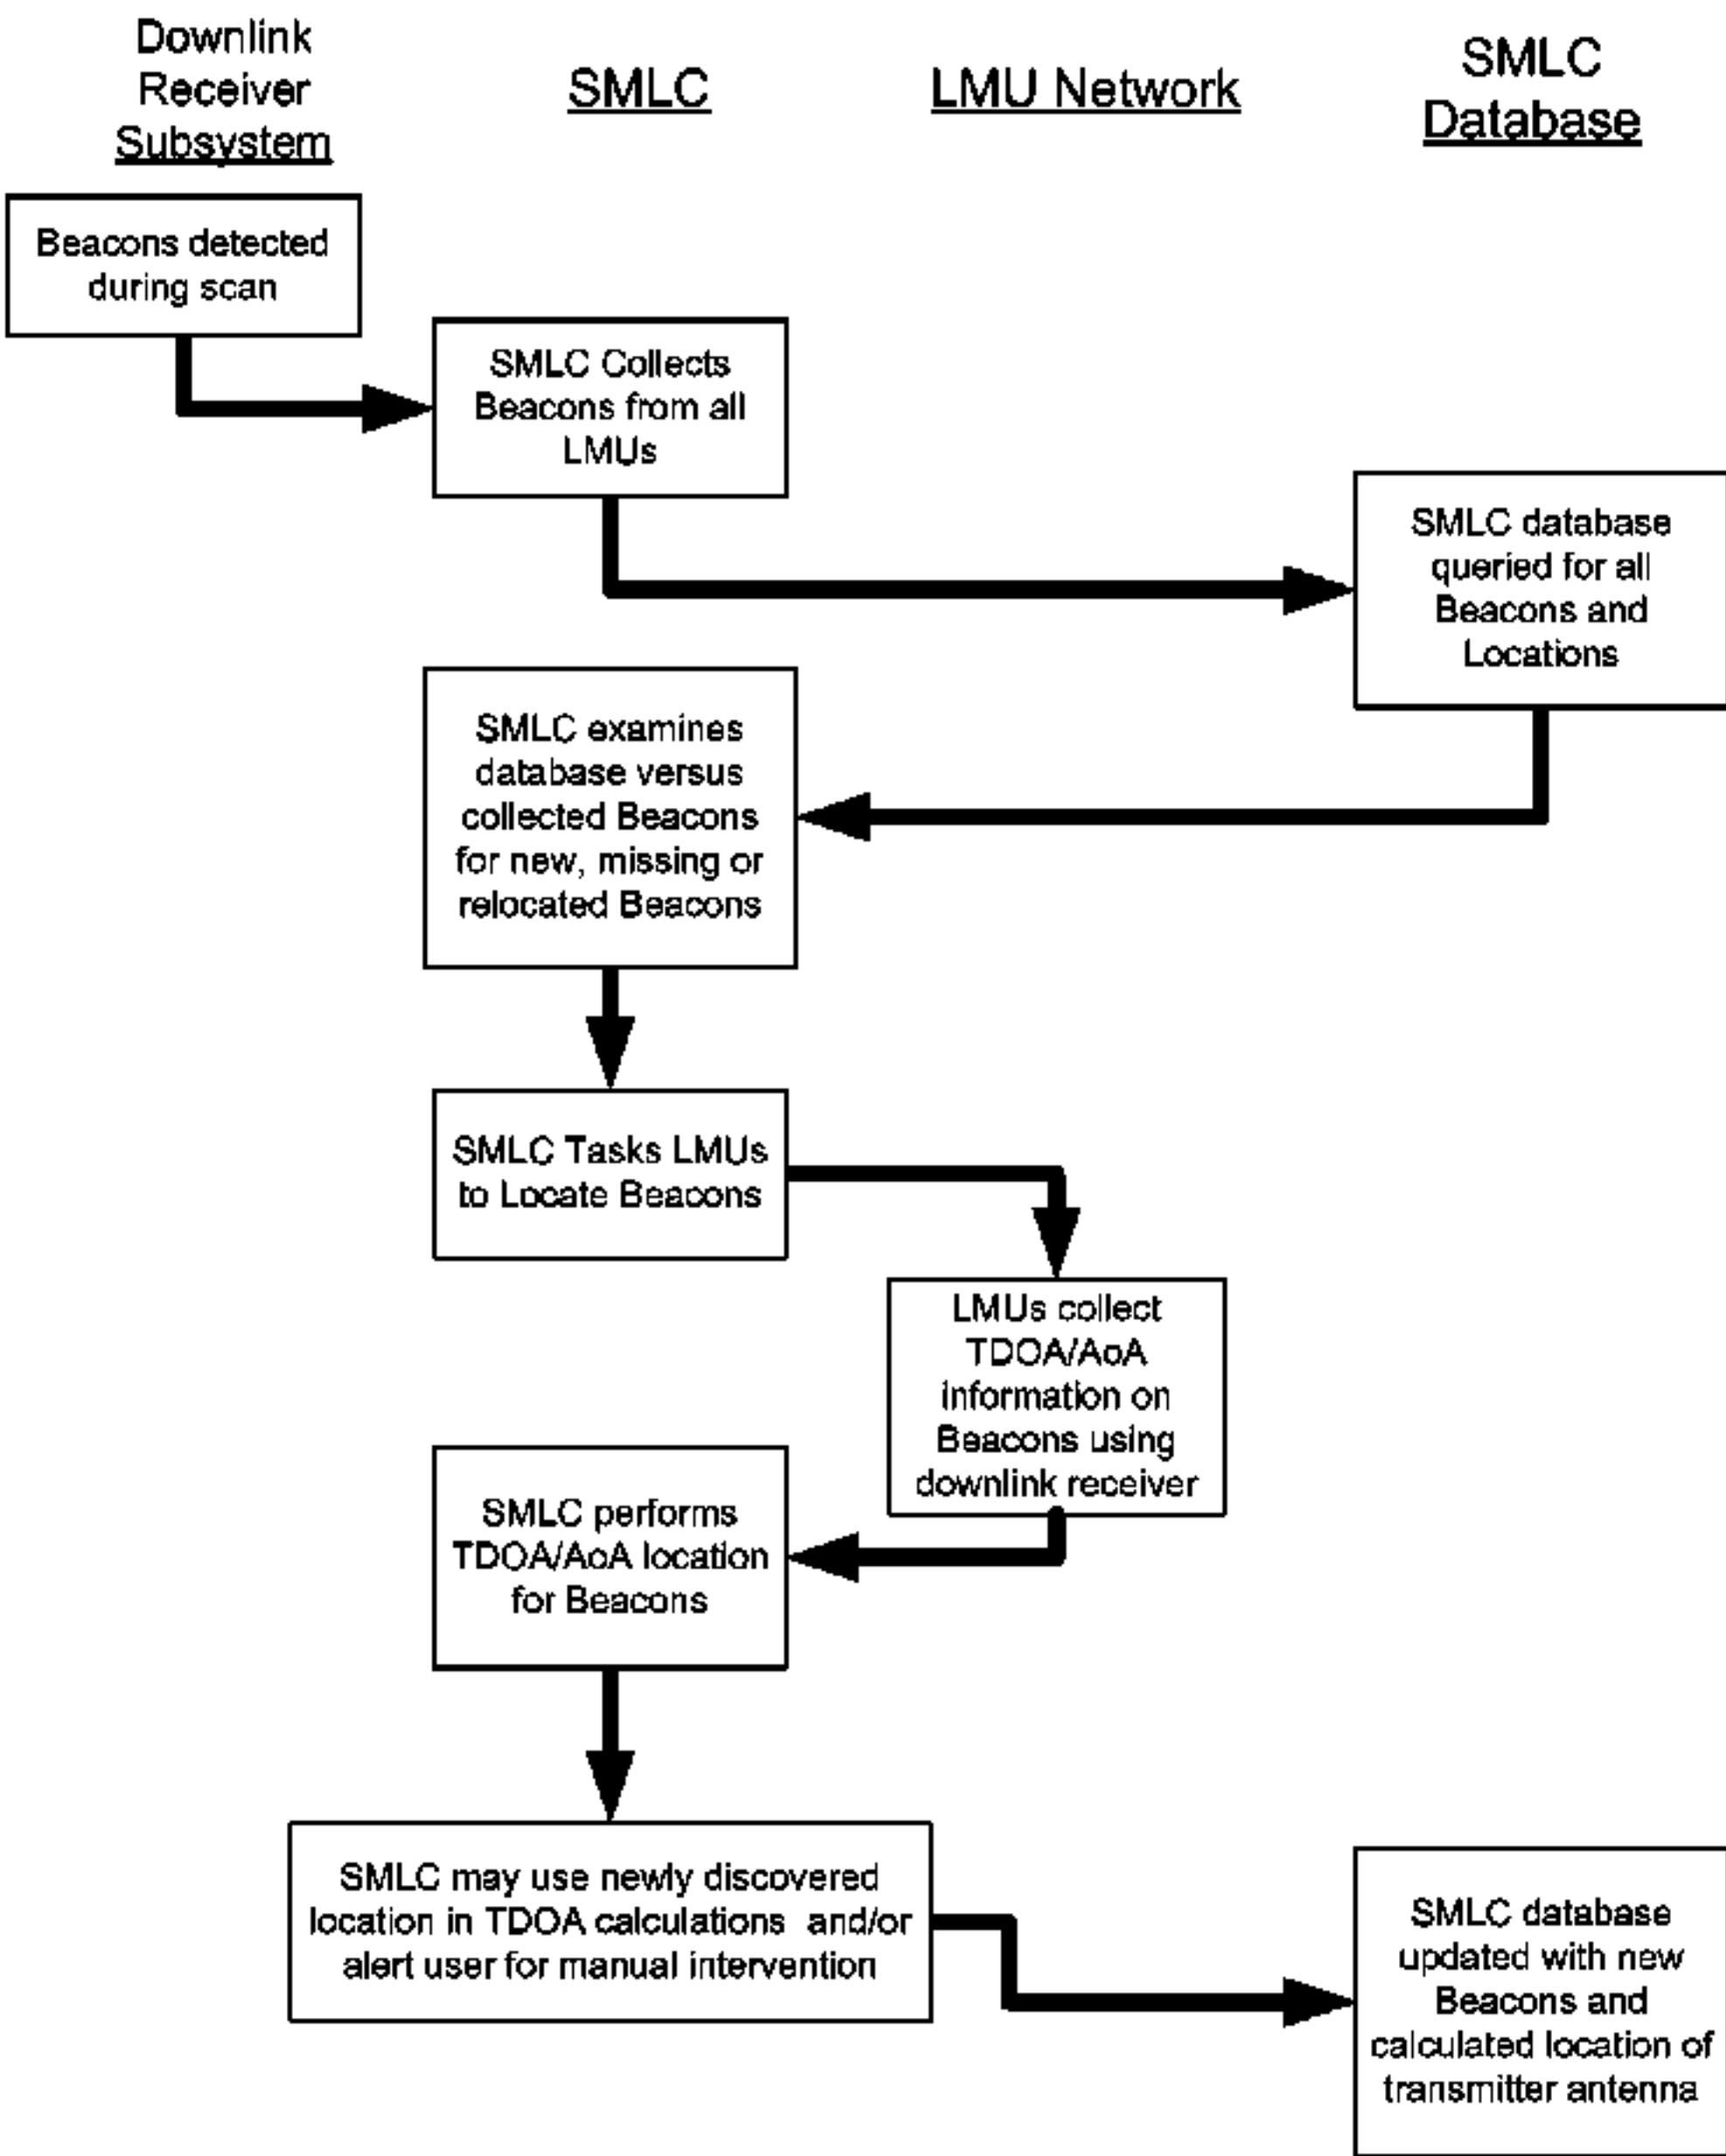 Downlink
Receiver
Subsystem
SMLC
LMU Network
SMLC
Database
Beacons detected
during scan
SMLC Collects
Beacons from all
LMUs
SMLC database
queried for all
Beacons and
Locations
SMLC examines
database versus
collected Beacons
for new, missing or
relocated Beacons
SMLC Tasks LMUs
to Locate Beacons
LMUs collect
TDOA/AoA
information on
Beacons using
downlink receiver
SMLC performs
TDOA/AoA location
for Beacons
SMLC may use newly discovered
location in TDOA calculations and/or
alert user for manual intervention
SMLC database
updated with new
Beacons and
calculated location of
transmitter antenna